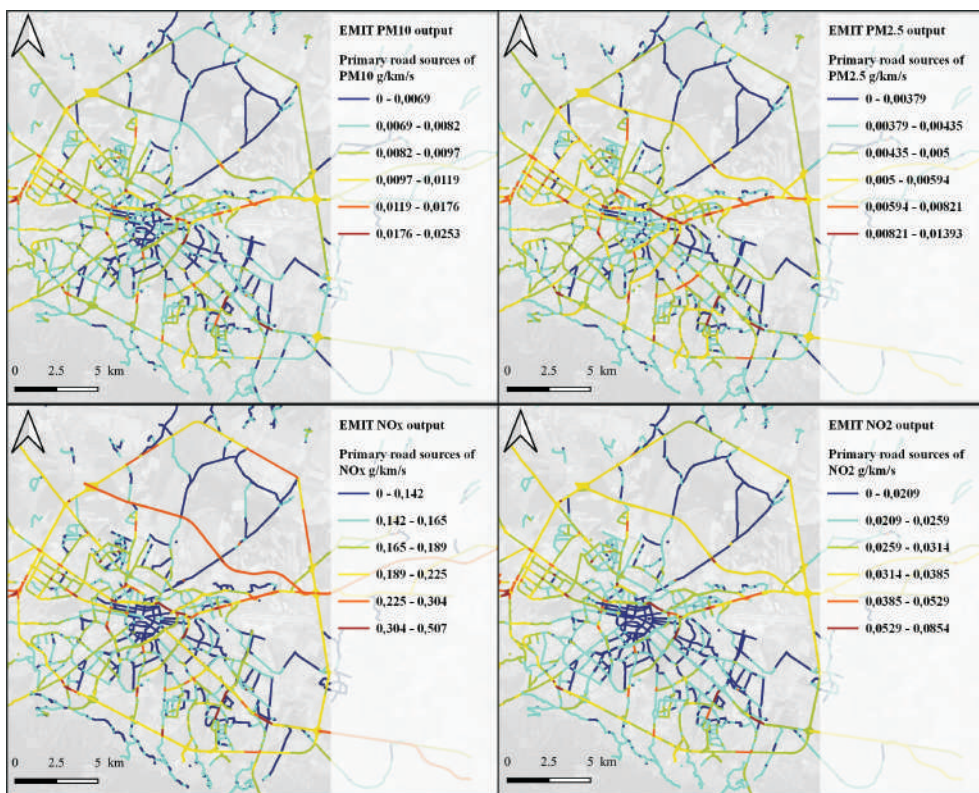 EMIT PM10 output
Primary road sources of
PM10 g/km/s
0 - 0,0069
0,0069 - 0,0082
0,0082 - 0,0097
0,0097 - 0,0119
0,0119 - 0,0176
0,0176 - 0,0253
0 2.5 5 km
EMIT PM2.5 output
Primary road sources of
PM2.5 g/km/s
0 - 0,00379
0,00379 - 0,00435
0,00435 - 0,005
0,005 - 0,00594
0,00594 - 0,00821
0,00821 - 0,01393
0 2.5 5 km
EMIT NOx output
Primary road sources of
NOx g/km/s
0 - 0,142
0,142 - 0,165
0,165 - 0,189
0,189 - 0,225
0,225 - 0,304
0,304 - 0,507
0 2.5 5 km
EMIT NO2 output
Primary road sources of
NO2 g/km/s
0 - 0,0209
0,0209 - 0,0259
0,0259 - 0,0314
0,0314 - 0,0385
0,0385 - 0,0529
0,0529 - 0,0854
0 2.5 5 km